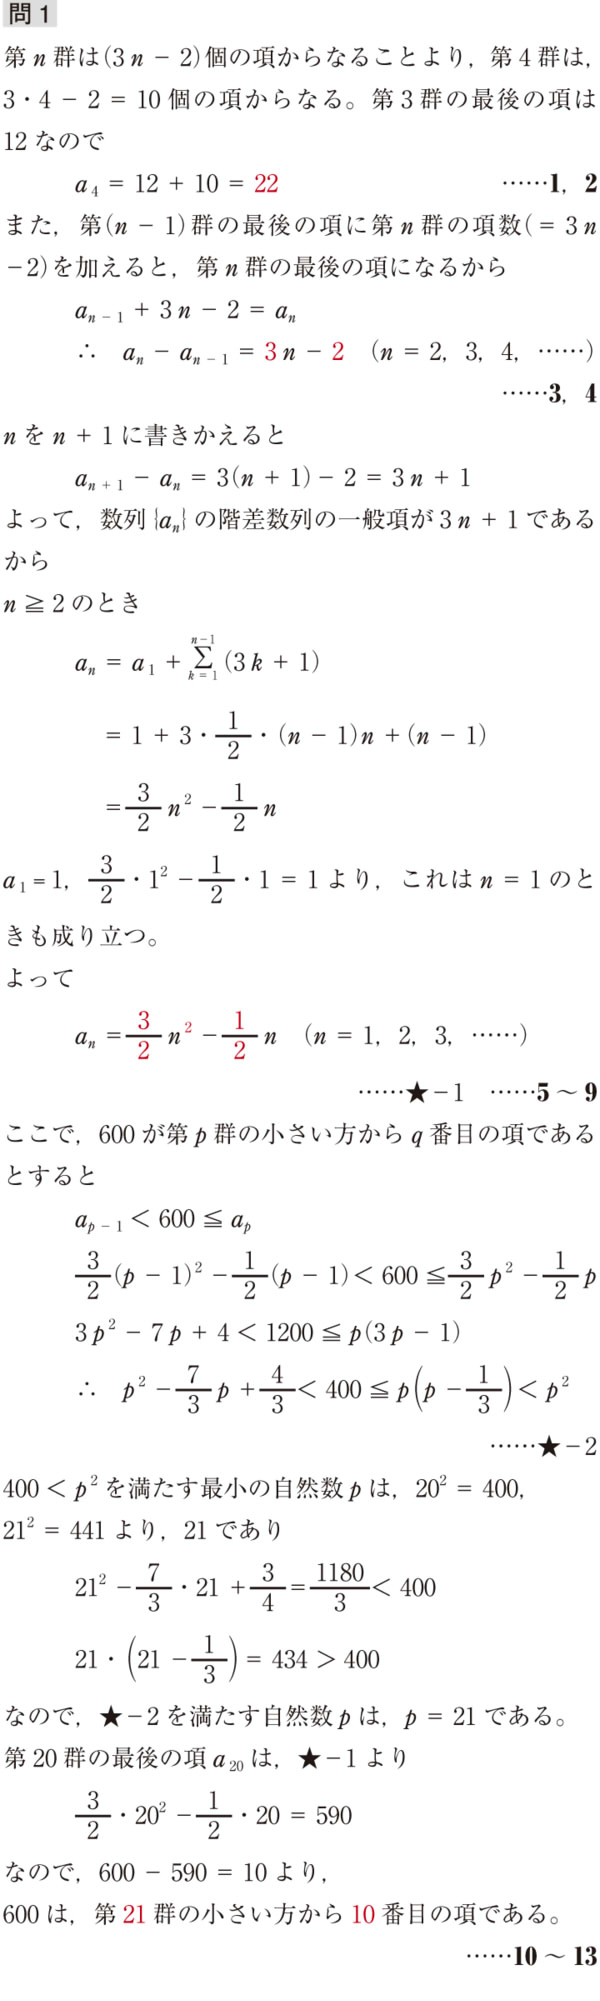 問1
第n群は(3n－2)個の項からなることより，第4群は，
3・4－2＝10個の項からなる。第3群の最後の項は
12なので
a₄＝12＋10＝22 ……1，2
また，第(n－1)群の最後の項に第n群の項数(＝3n
－2)を加えると，第n群の最後の項になるから
aₙ₋₁＋3n－2＝aₙ
∴ aₙ－aₙ₋₁＝3n－2 (n＝2，3，4，……)
……3，4
nをn＋1に書きかえると
aₙ₊₁－aₙ＝3(n＋1)－2＝3n＋1
よって，数列{aₙ}の階差数列の一般項が3n＋1である
から
n≧2のとき
aₙ＝a₁＋Σ[k＝1, n－1](3k＋1)
＝1＋3・1/2・(n－1)n＋(n－1)
＝3/2 n²－1/2 n
a₁＝1，3/2・1²－1/2・1＝1より，これはn＝1のと
きも成り立つ。
よって
aₙ＝3/2 n²－1/2 n (n＝1，2，3，……)
……★－1 ……5～9
ここで，600が第p群の小さい方からq番目の項である
とすると
aₚ₋₁＜600≦aₚ
3/2(p－1)²－1/2(p－1)＜600≦3/2 p²－1/2 p
3p²－7p＋4＜1200≦p(3p－1)
∴ p²－7/3 p＋4/3＜400≦p(p－1/3)＜p²
……★－2
400＜p²を満たす最小の自然数pは，20²＝400，
21²＝441より，21であり
21²－7/3・21＋3/4＝1180/3＜400
21・(21－1/3)＝434＞400
なので，★－2を満たす自然数pは，p＝21である。
第20群の最後の項a₂₀は，★－1より
3/2・20²－1/2・20＝590
なので，600－590＝10より，
600は，第21群の小さい方から10番目の項である。
……10～13